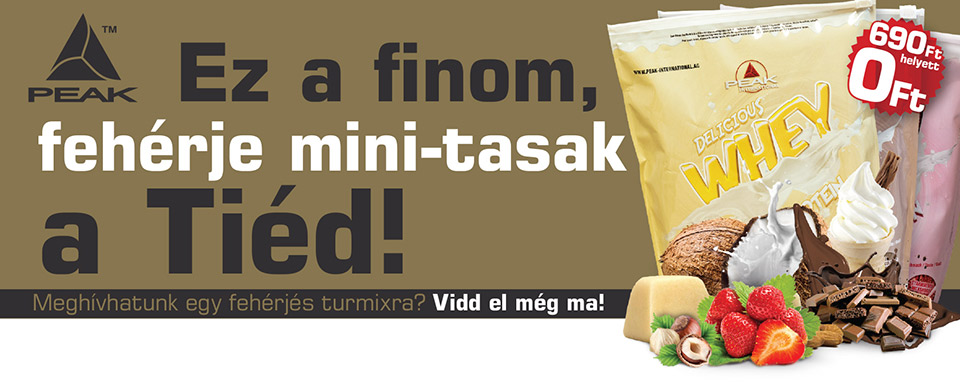 TM
PEAK
Ez a finom,
fehérje mini-tasak
a Tiéd!
Meghívhatunk egy fehérjés turmixra? Vidd el még ma!
WWW.PEAK-INTERNATIONAL.AG
PEAK
DELICIOUS
WHEY
690Ft
helyett
0Ft